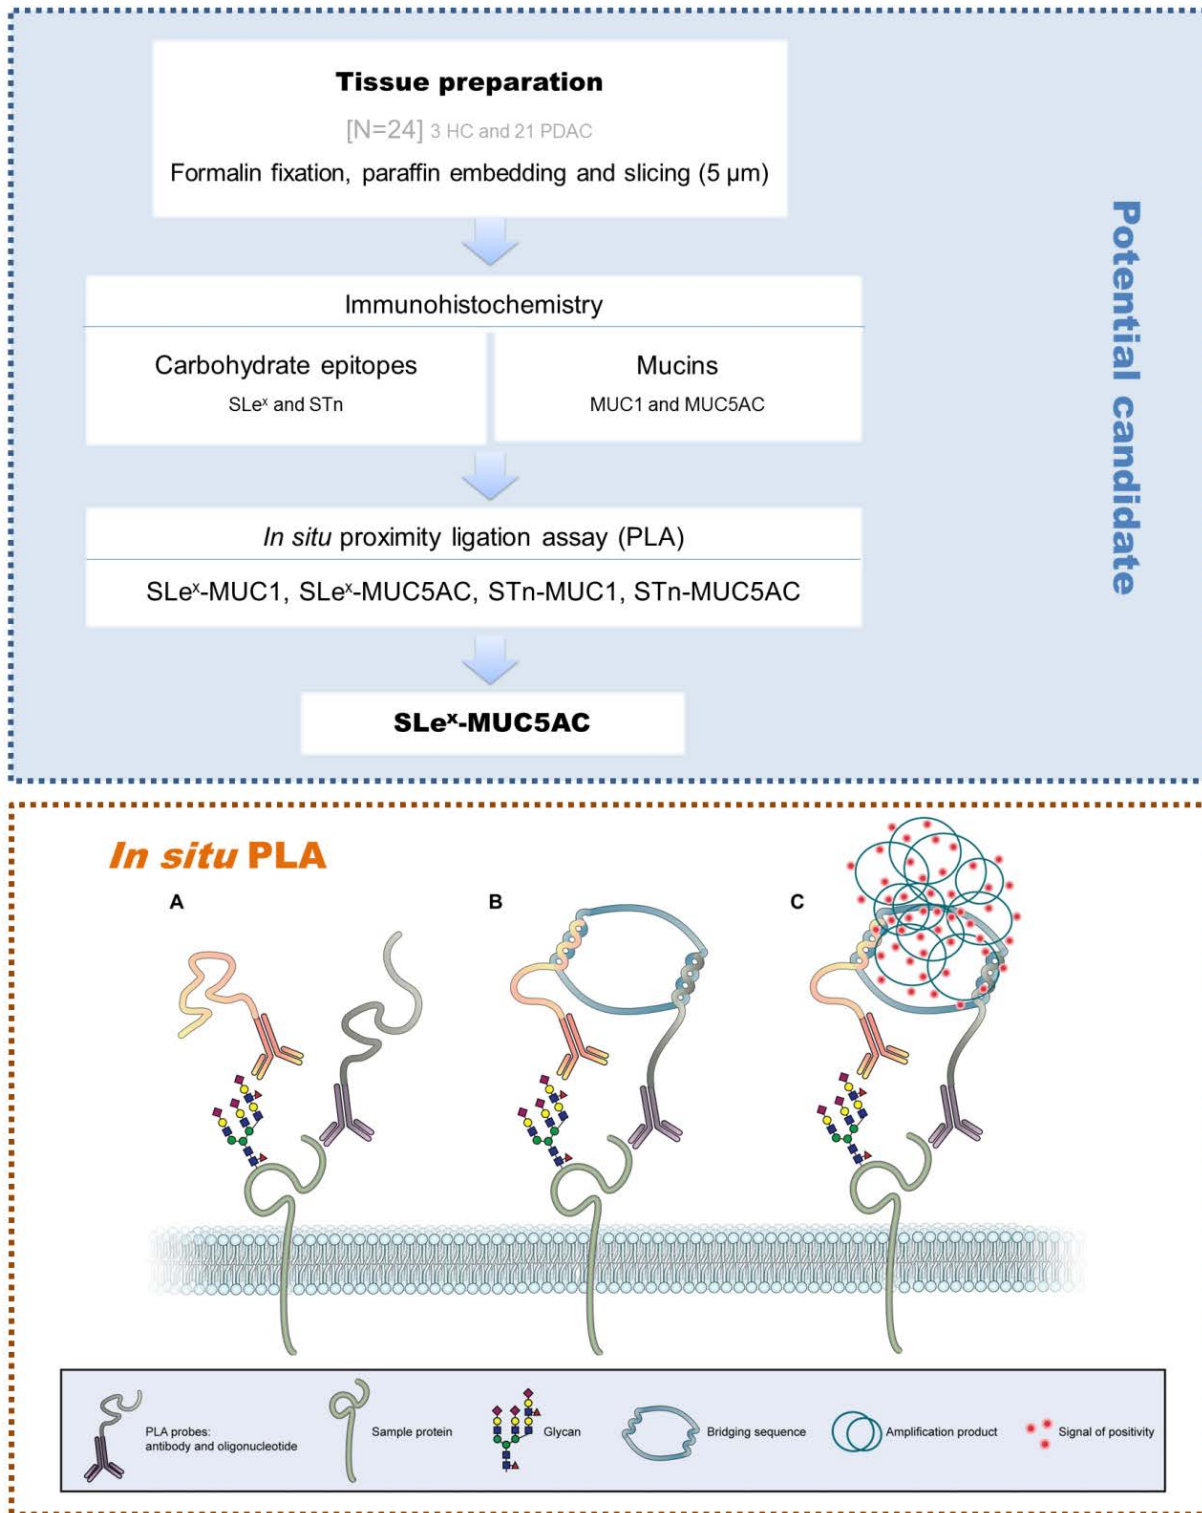 Tissue preparation
[N=24] 3 HC and 21 PDAC
Formalin fixation, paraffin embedding and slicing (5 µm)
Immunohistochemistry
Carbohydrate epitopes
SLeˣ and STn
Mucins
MUC1 and MUC5AC
In situ proximity ligation assay (PLA)
SLeˣ-MUC1, SLeˣ-MUC5AC, STn-MUC1, STn-MUC5AC
SLeˣ-MUC5AC
Potential candidate
In situ PLA
A
B
C
PLA probes:
antibody and oligonucleotide
Sample protein
Glycan
Bridging sequence
Amplification product
Signal of positivity